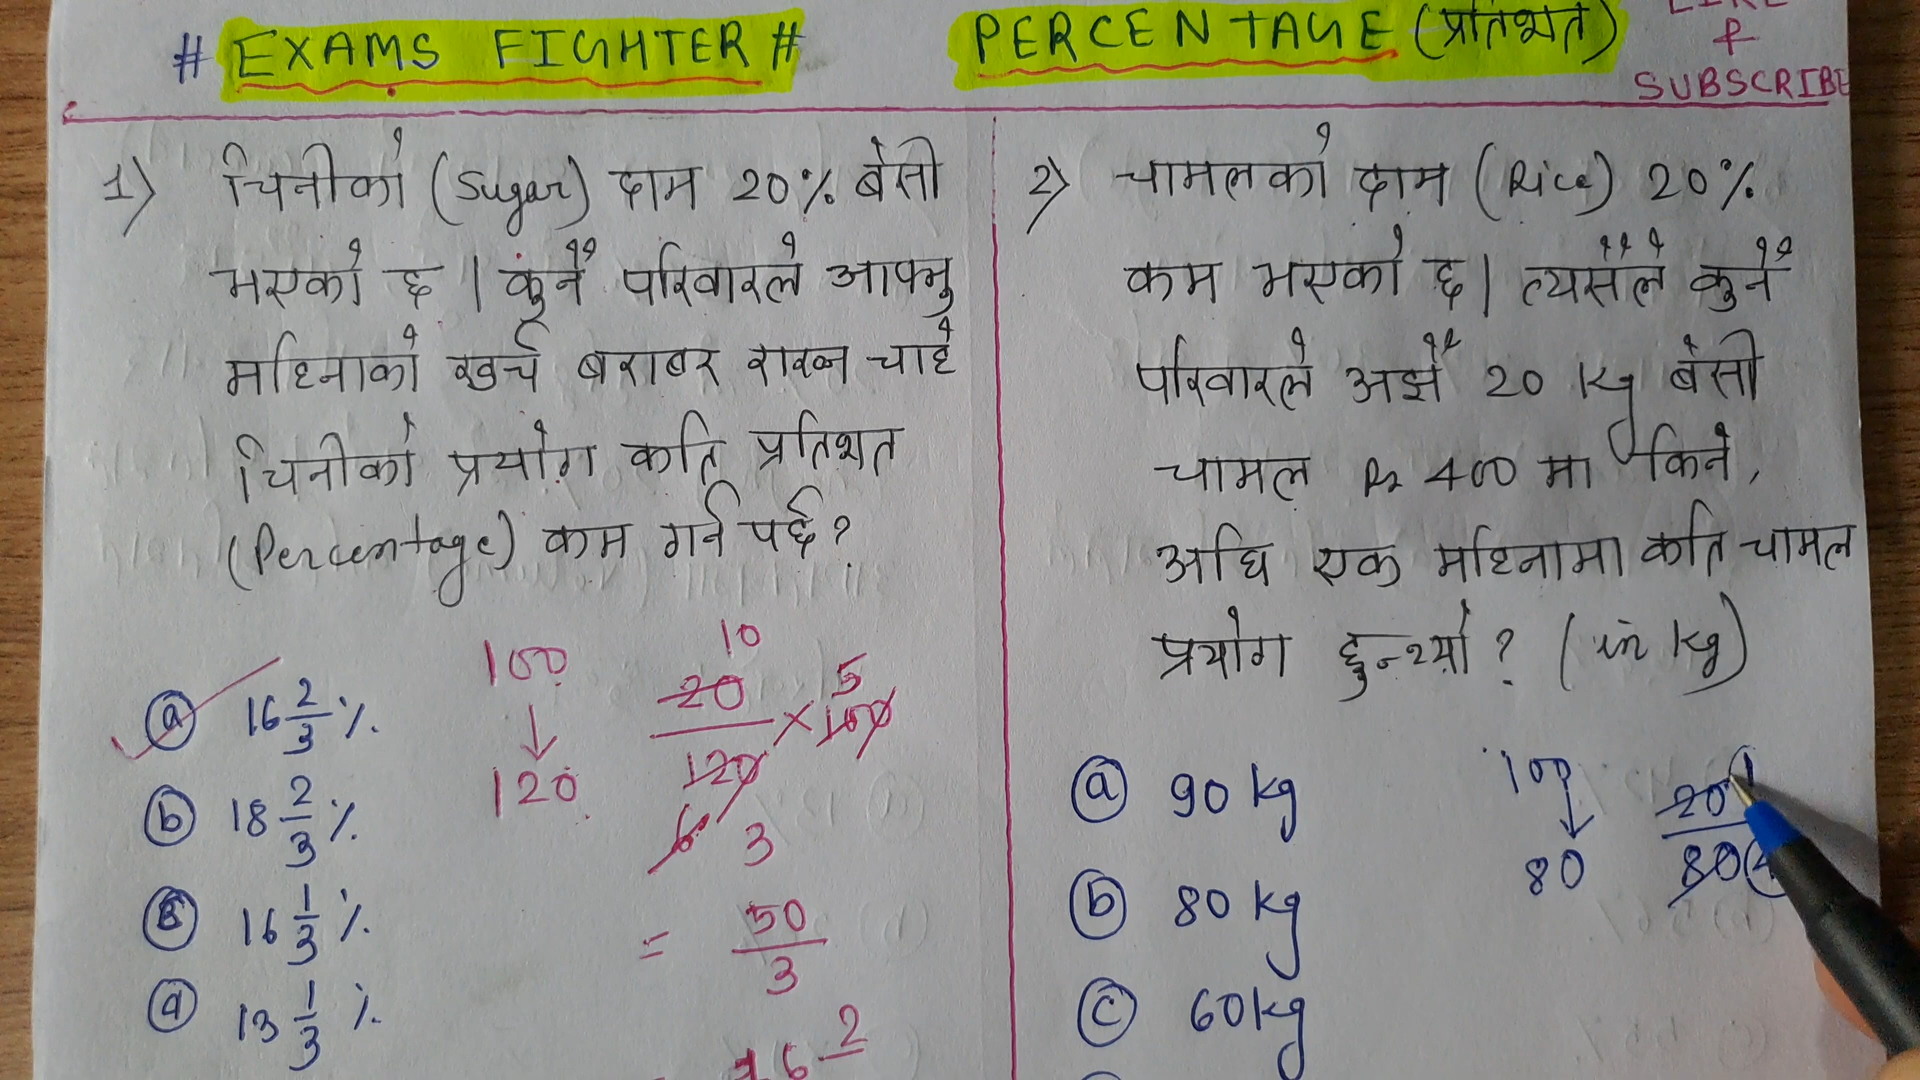 # EXAMS FIGHTER #
PERCENTAGE (प्रतिशत)
&
SUBSCRIBE
1) चिनीको (Sugar) दाम 20% बेसी
भएको छ । कुनै परिवारले आफ्नु
महिनाको खर्च बराबर राख्न चाहे
चिनीको प्रयोग कति प्रतिशत
(Percentage) कम गर्न पर्छ ?
ⓐ 16 2/3 %
ⓑ 18 2/3 %
16 1/3 %
ⓓ 13 1/3 %
100
↓
120
10
20/120 × 100
5
6 3
= 50/3
16 2
2) चामलको दाम (Rice) 20%
कम भएको छ । त्यसैले कुनै
परिवारले अझै 20 kg बेसी
चामल Rs 400 मा किने,
अघि एक महिनामा कति चामल
प्रयोग हुन्थ्यो ? (in kg)
ⓐ 90 kg
ⓑ 80 kg
ⓒ 60 kg
100
↓
80
20/80